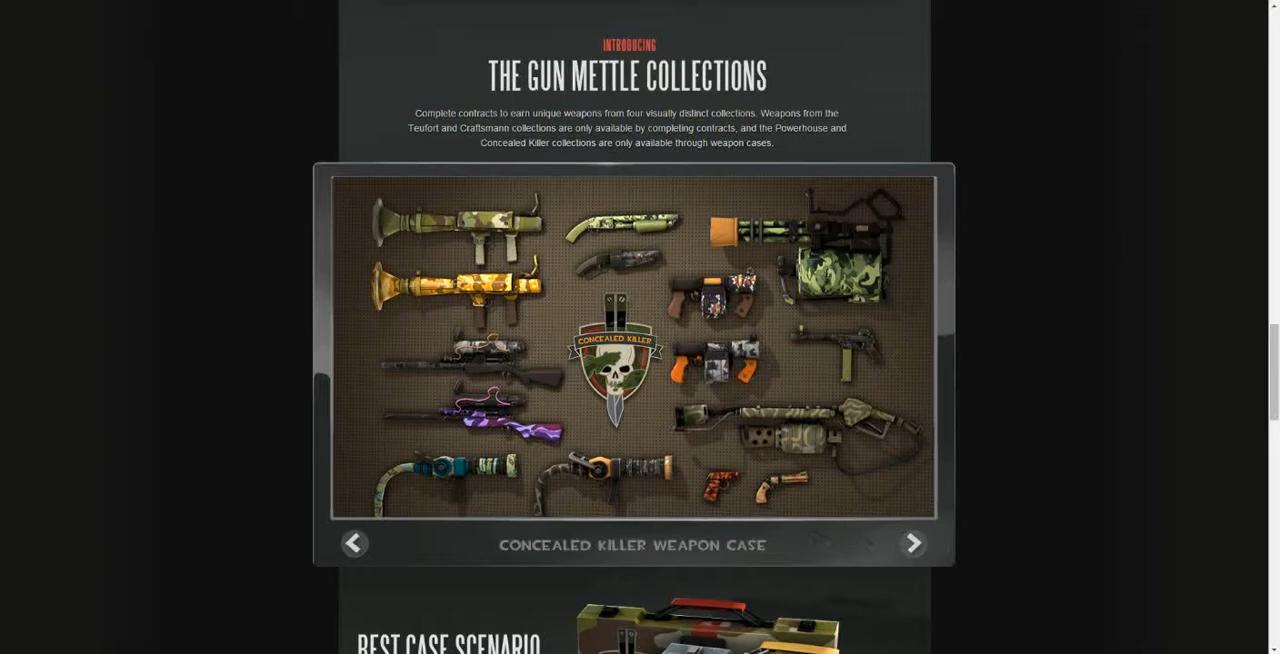 INTRODUCING
THE GUN METTLE COLLECTIONS
Complete contracts to earn unique weapons from four visually distinct collections. Weapons from the
Teufort and Craftsmann collections are only available by completing contracts, and the Powerhouse and
Concealed Killer collections are only available through weapon cases.
CONCEALED KILLER
CONCEALED KILLER WEAPON CASE
BEST CASE SCENARIO